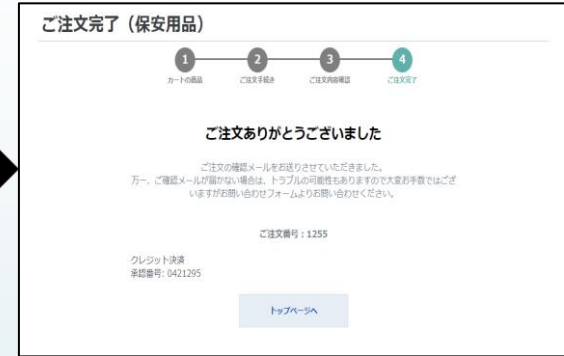 ご注文完了（保安用品）
1
2
3
4
カートの商品
ご注文手続き
ご注文内容確認
ご注文完了
ご注文ありがとうございました
ご注文の確認メールをお送りさせていただきました。
万一、ご確認メールが届かない場合は、トラブルの可能性もありますので大変お手数ではござ
いますがお問い合わせフォームよりお問い合わせください。
ご注文番号：1255
クレジット決済
承認番号: 0421295
トップページへ